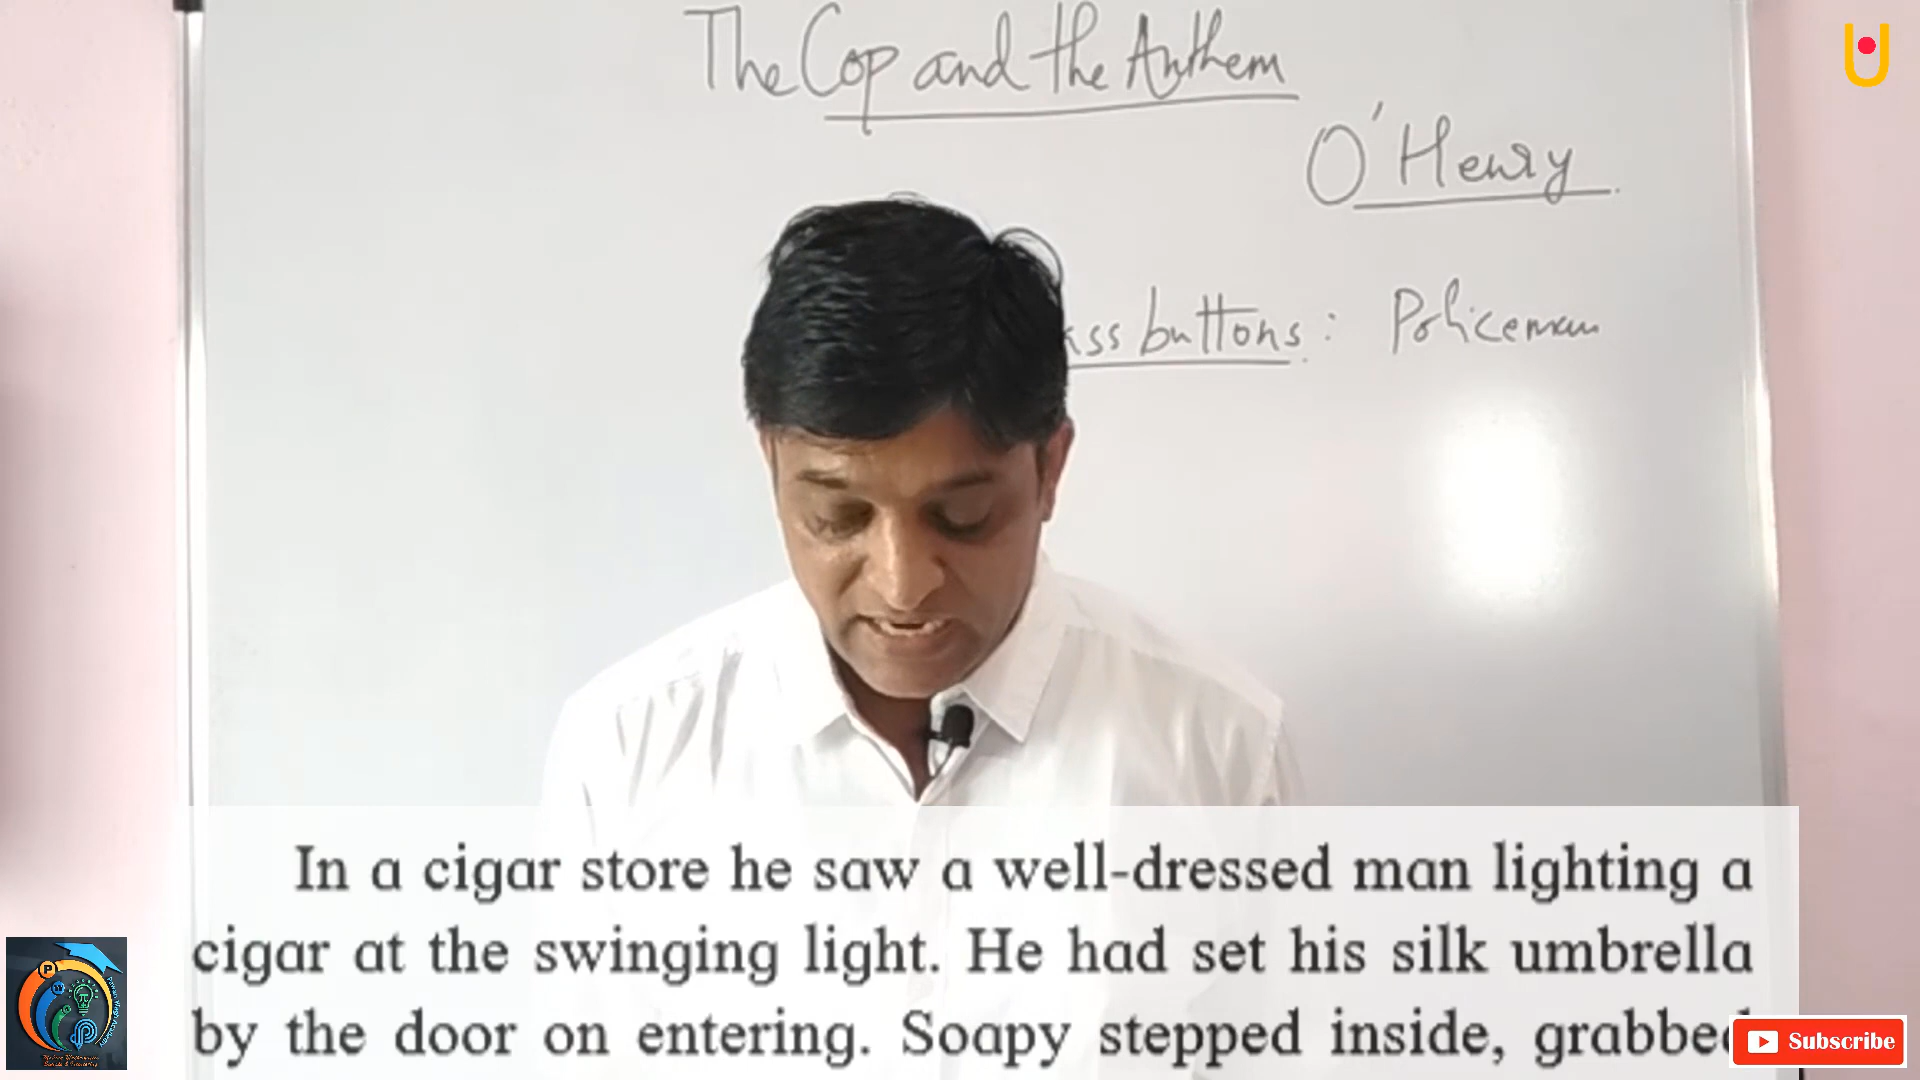 The Cop and the Anthem
O'Henry
buttons: Policeman
In a cigar store he saw a well-dressed man lighting a
cigar at the swinging light. He had set his silk umbrella
by the door on entering. Soapy stepped inside, grabbed
Subscribe